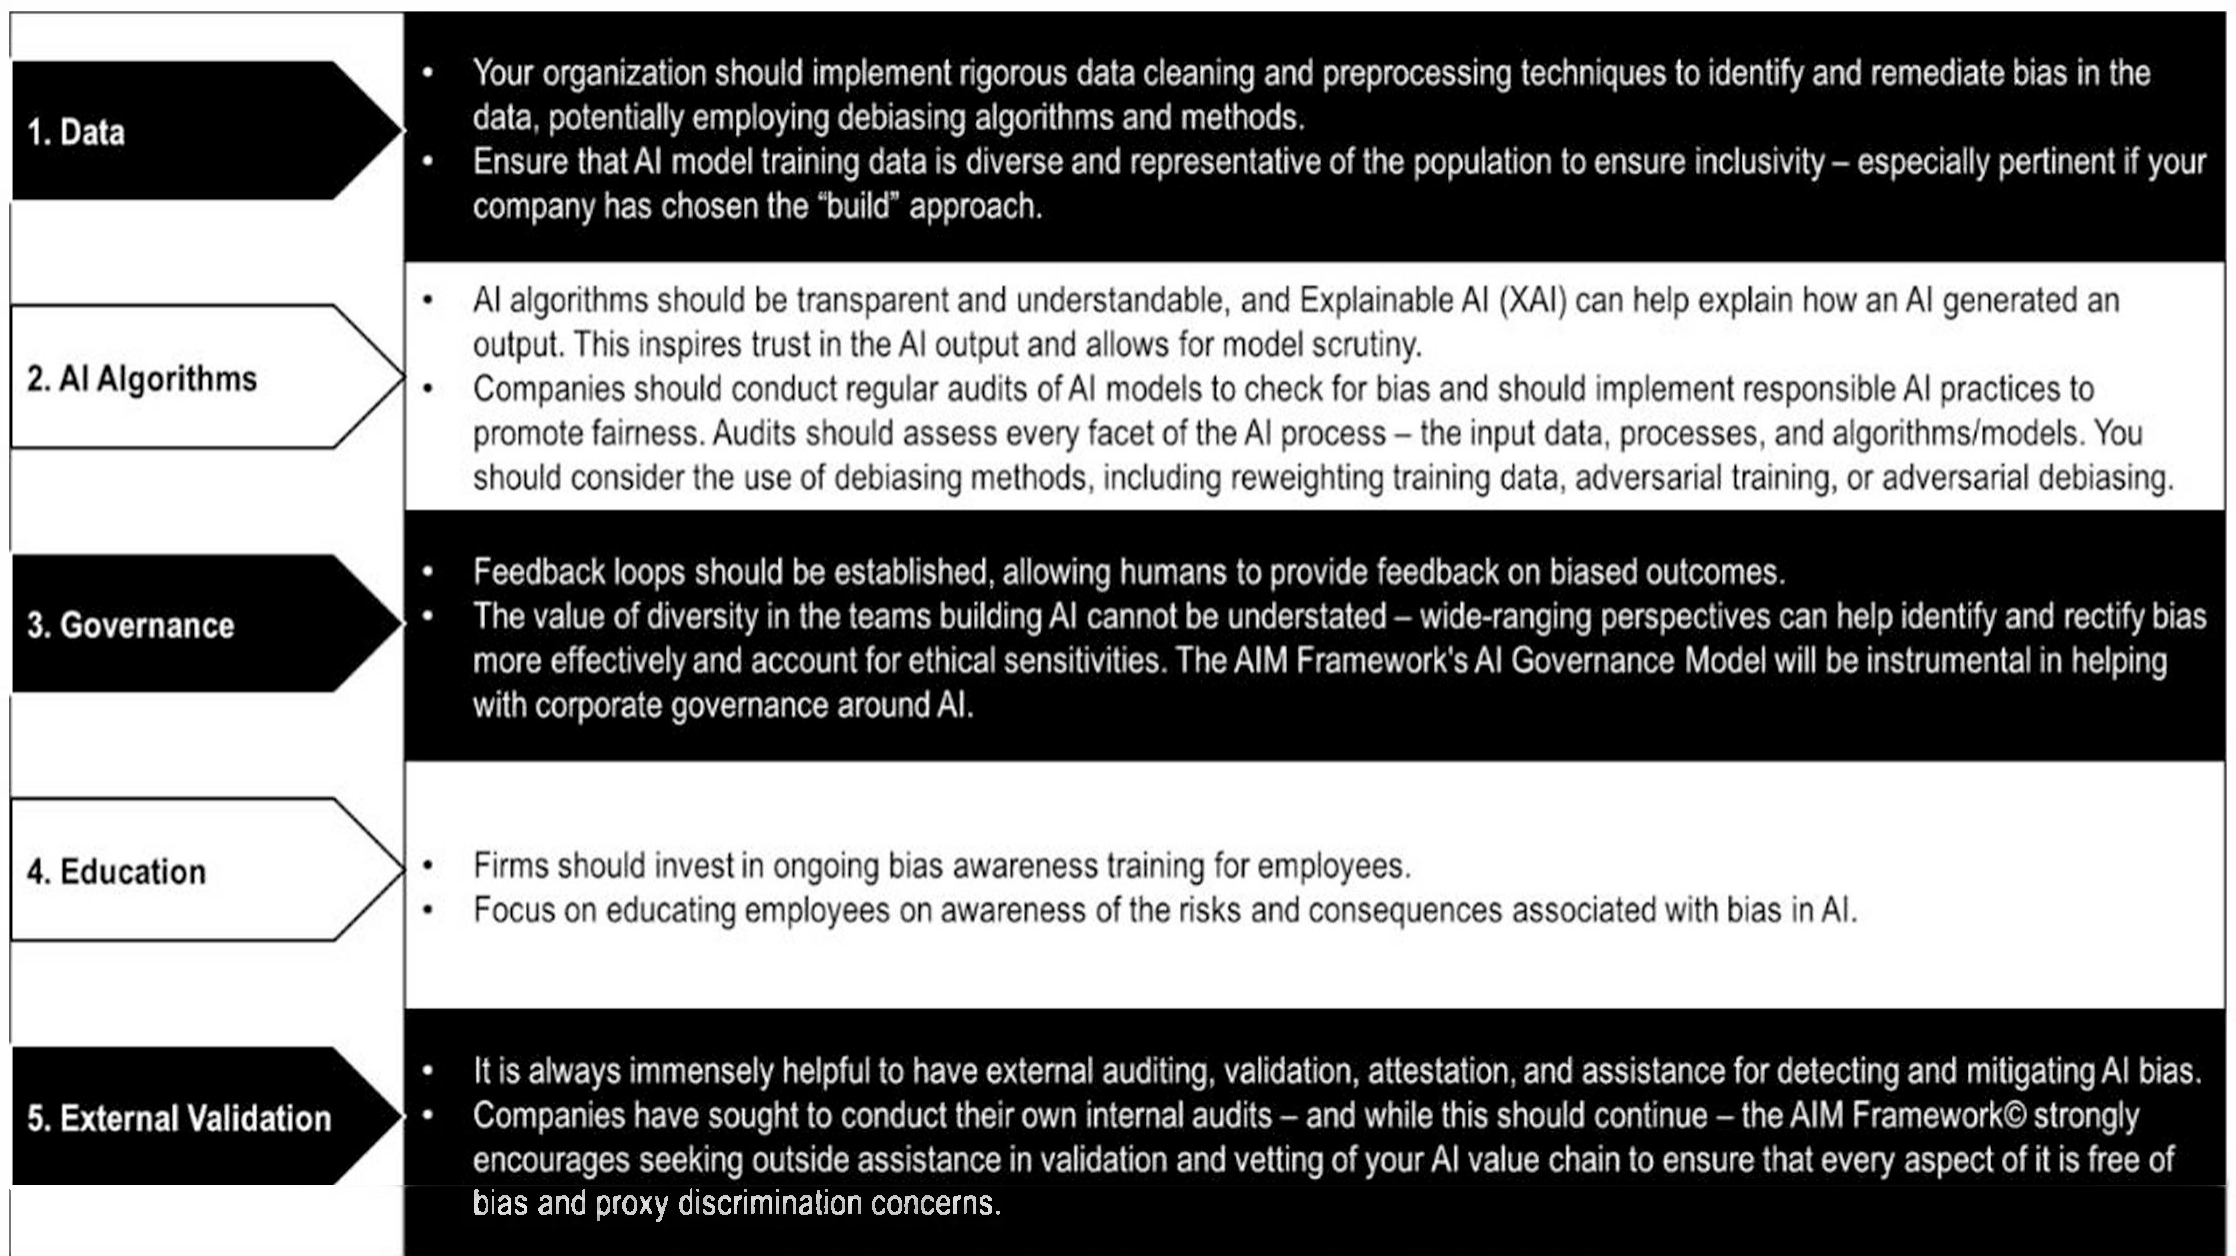 1. Data
• Your organization should implement rigorous data cleaning and preprocessing techniques to identify and remediate bias in the
data, potentially employing debiasing algorithms and methods.
• Ensure that AI model training data is diverse and representative of the population to ensure inclusivity – especially pertinent if your
company has chosen the “build” approach.
2. AI Algorithms
• AI algorithms should be transparent and understandable, and Explainable AI (XAI) can help explain how an AI generated an
output. This inspires trust in the AI output and allows for model scrutiny.
• Companies should conduct regular audits of AI models to check for bias and should implement responsible AI practices to
promote fairness. Audits should assess every facet of the AI process – the input data, processes, and algorithms/models. You
should consider the use of debiasing methods, including reweighting training data, adversarial training, or adversarial debiasing.
3. Governance
• Feedback loops should be established, allowing humans to provide feedback on biased outcomes.
• The value of diversity in the teams building AI cannot be understated – wide-ranging perspectives can help identify and rectify bias
more effectively and account for ethical sensitivities. The AIM Framework's AI Governance Model will be instrumental in helping
with corporate governance around AI.
4. Education
• Firms should invest in ongoing bias awareness training for employees.
• Focus on educating employees on awareness of the risks and consequences associated with bias in AI.
5. External Validation
• It is always immensely helpful to have external auditing, validation, attestation, and assistance for detecting and mitigating AI bias.
• Companies have sought to conduct their own internal audits – and while this should continue – the AIM Framework© strongly
encourages seeking outside assistance in validation and vetting of your AI value chain to ensure that every aspect of it is free of
bias and proxy discrimination concerns.